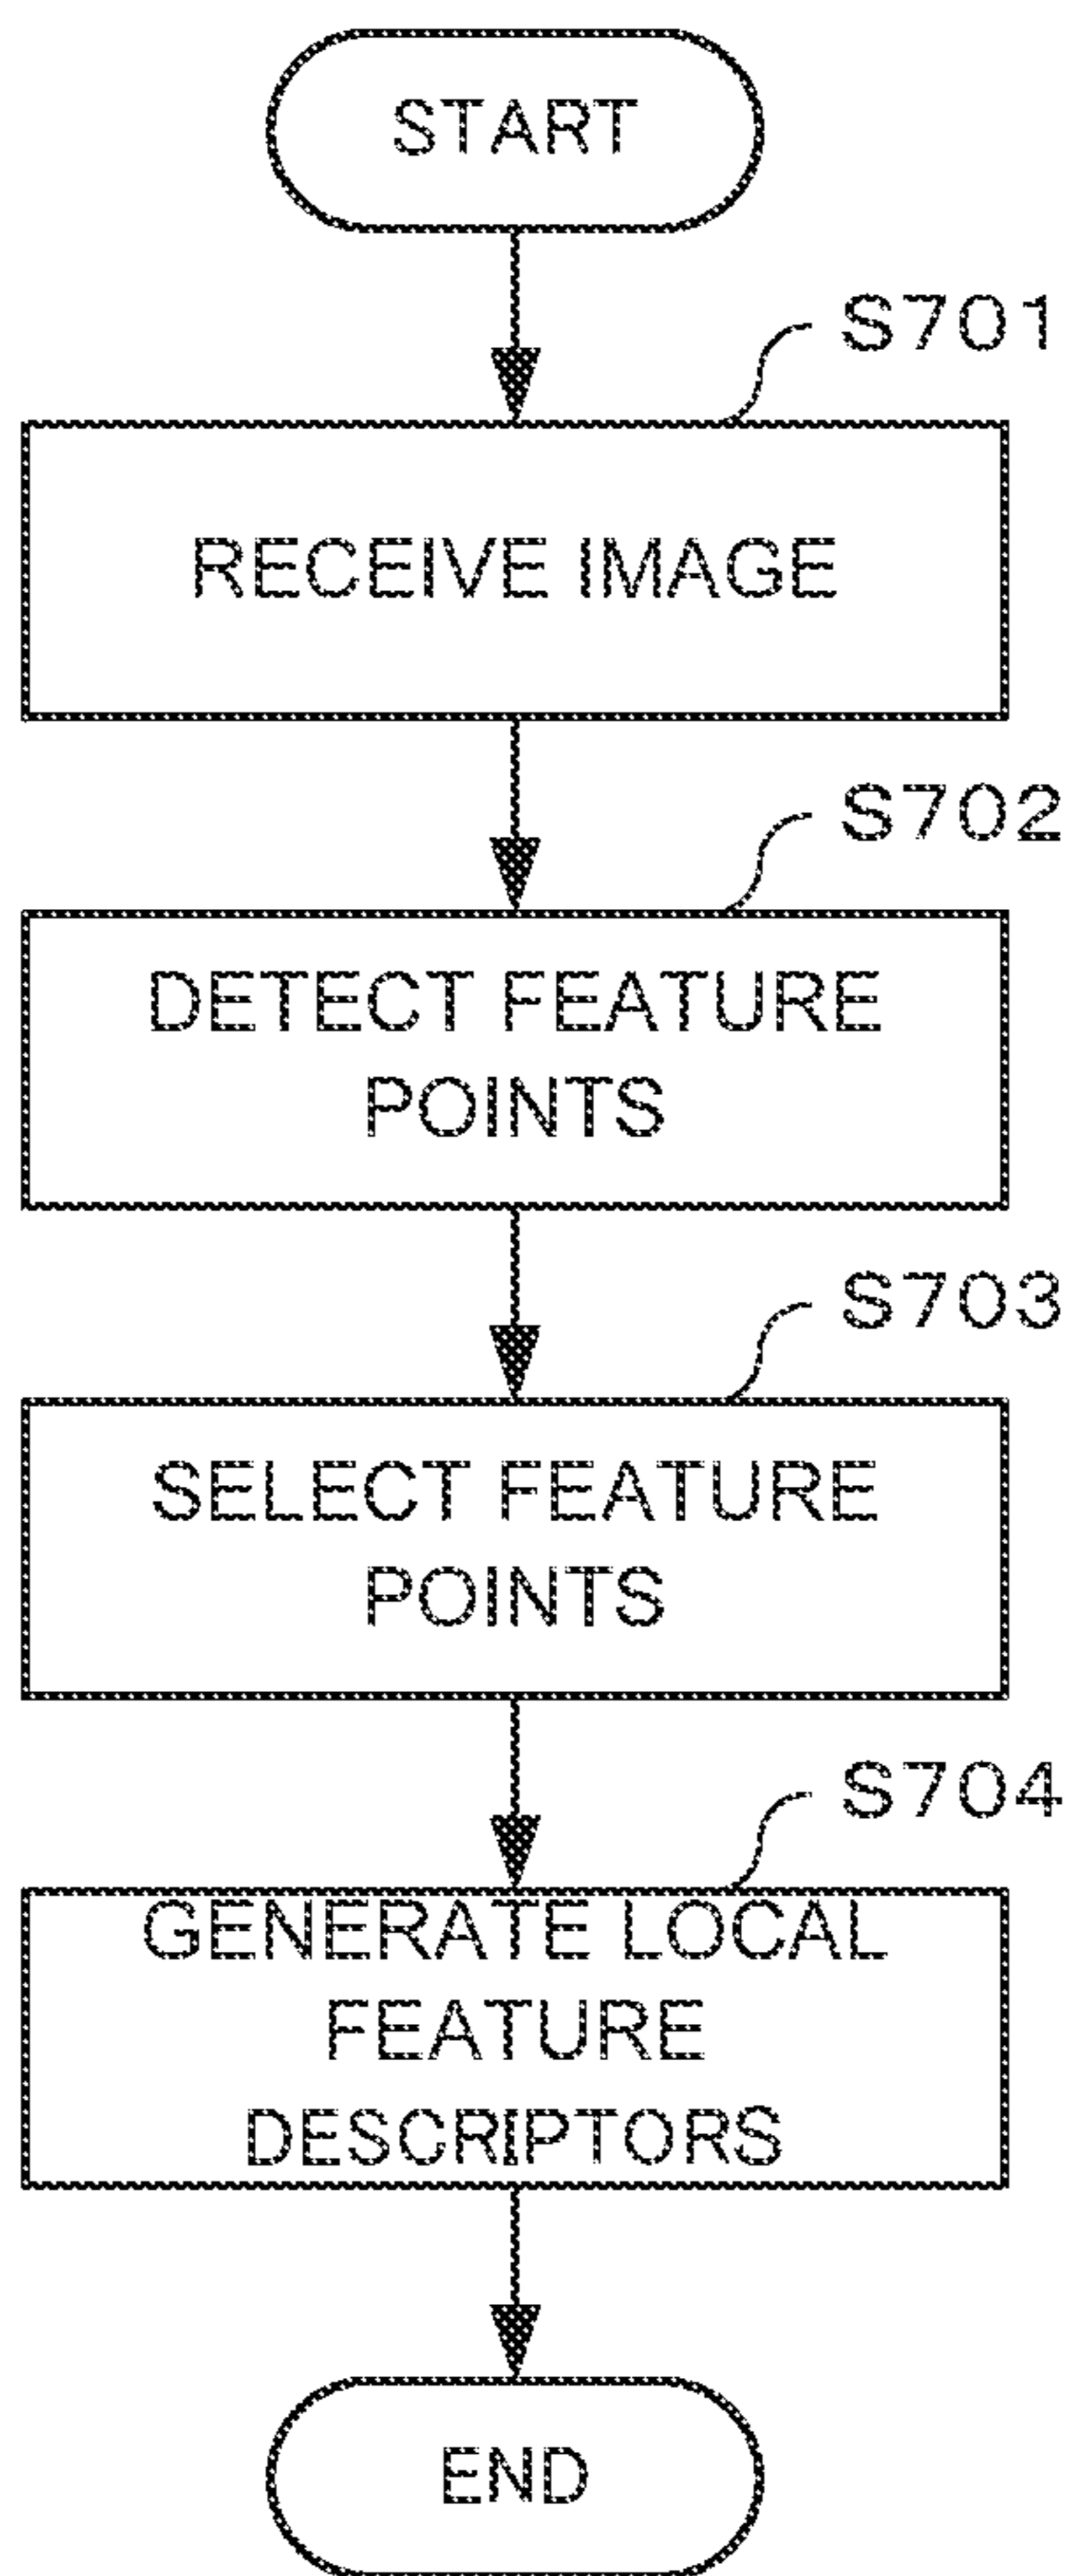 START
S701
RECEIVE IMAGE
S702
DETECT FEATURE
POINTS
S703
SELECT FEATURE
POINTS
S704
GENERATE LOCAL
FEATURE
DESCRIPTORS
END